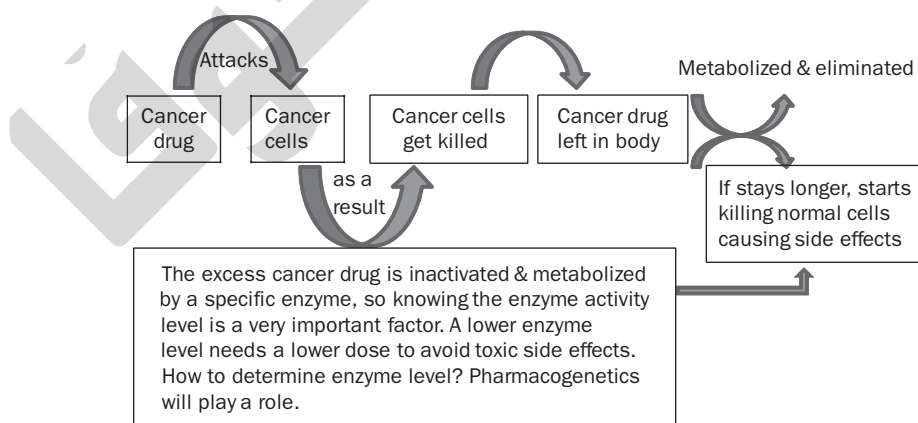 Attacks
Metabolized & eliminated
Cancer
drug
Cancer
cells
Cancer cells
get killed
Cancer drug
left in body
as a
result
If stays longer, starts
killing normal cells
causing side effects
The excess cancer drug is inactivated & metabolized
by a specific enzyme, so knowing the enzyme activity
level is a very important factor. A lower enzyme
level needs a lower dose to avoid toxic side effects.
How to determine enzyme level? Pharmacogenetics
will play a role.